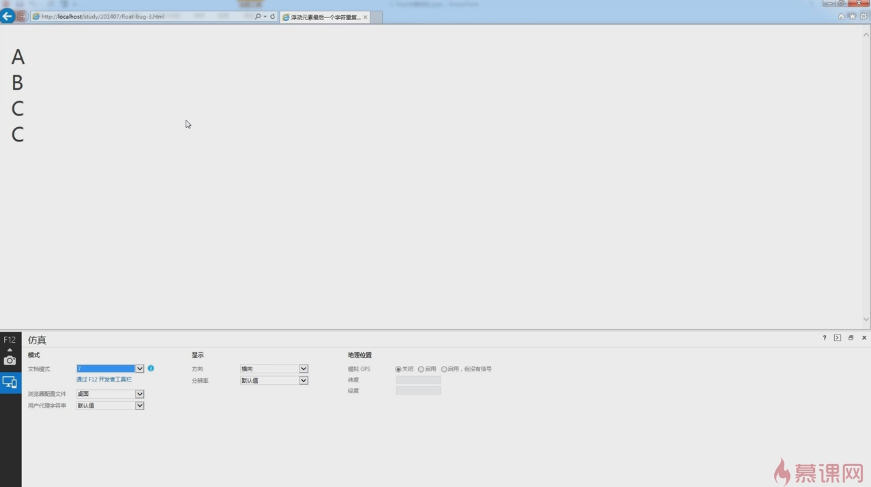 http://localhost/study/201407/float/bug-3.html
浮动元素最后一个字符重复...
A
B
C
C
F12
仿真
模式
显示
地理位置
文档模式
7
方向
横向
模拟 GPS
关闭
启用
启用，但没有信号
通过 F12 开发者工具栏
分辨率
默认值
纬度
经度
浏览器配置文件
桌面
用户代理字符串
默认值
慕课网